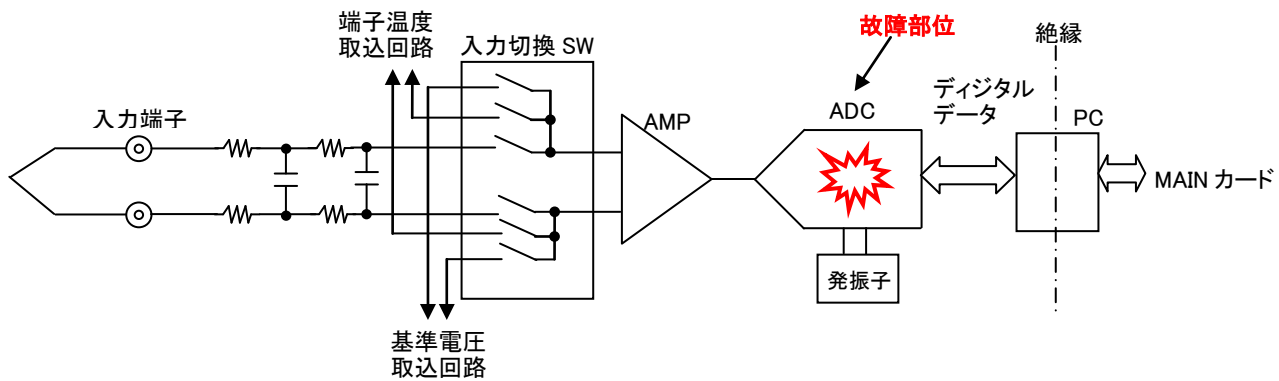 端子温度
取込回路
入力切換 SW
故障部位
絶縁
入力端子
AMP
ADC
ディジタル
データ
PC
MAIN カード
発振子
基準電圧
取込回路